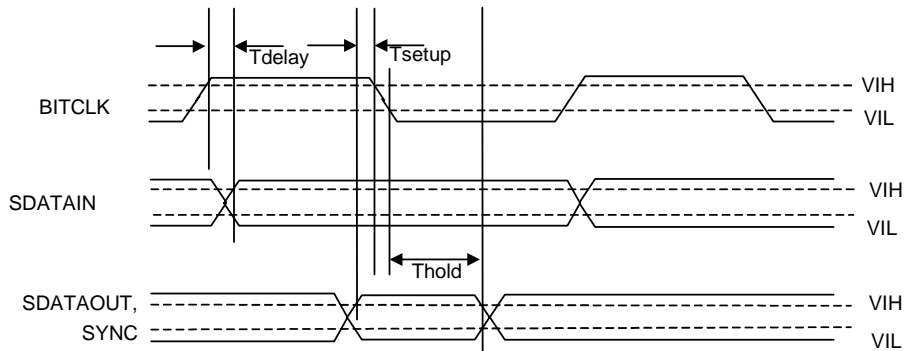 Tdelay
Tsetup
BITCLK
VIH
VIL
SDATAIN
VIH
VIL
Thold
SDATAOUT,
SYNC
VIH
VIL